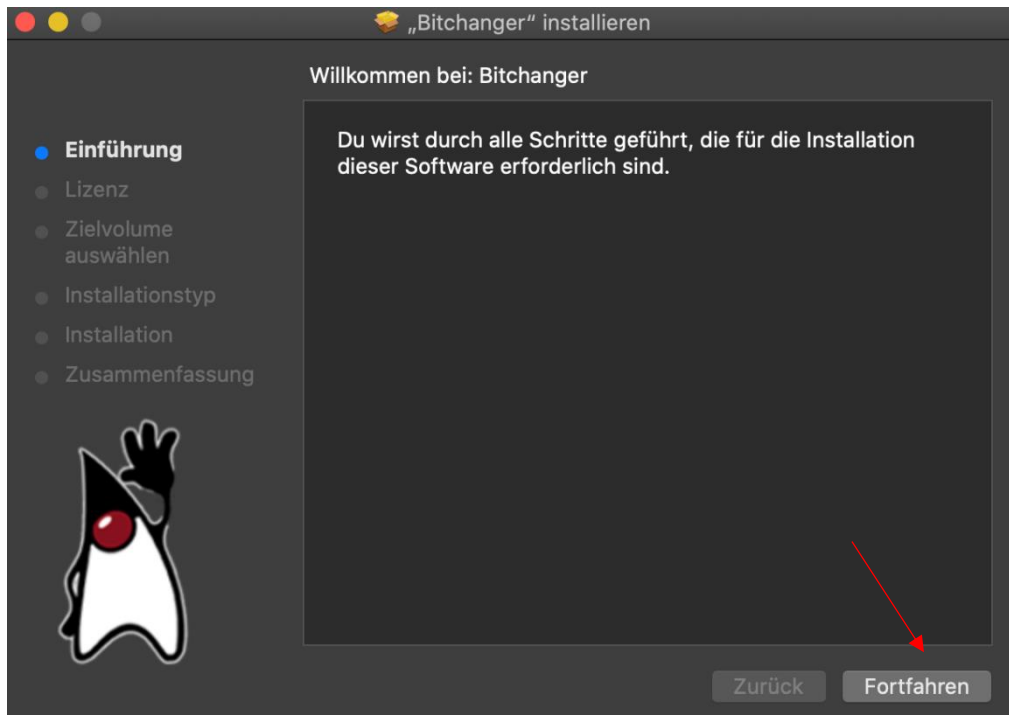 „Bitchanger“ installieren
Willkommen bei: Bitchanger
Einführung
Lizenz
Zielvolume
auswählen
Installationstyp
Installation
Zusammenfassung
Du wirst durch alle Schritte geführt, die für die Installation
dieser Software erforderlich sind.
Zurück
Fortfahren